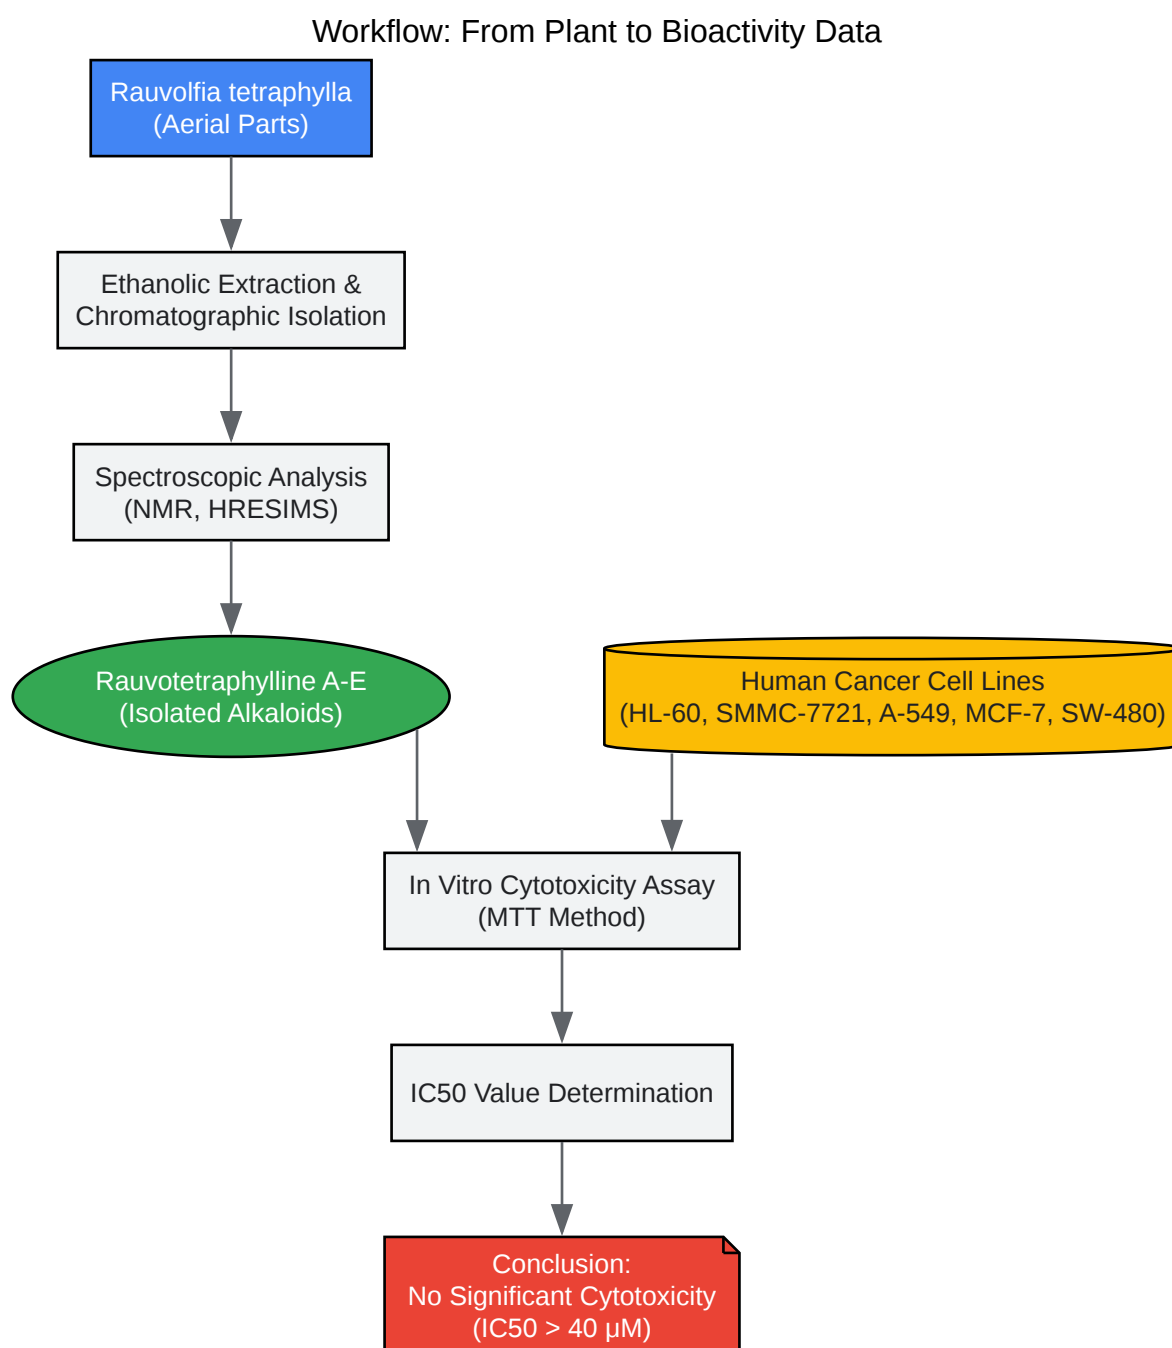 Workflow: From Plant to Bioactivity Data
Rauvolfia tetraphylla
(Aerial Parts)
Ethanolic Extraction &
Chromatographic Isolation
Spectroscopic Analysis
(NMR, HRESIMS)
Rauvotetraphylline A-E
(Isolated Alkaloids)
Human Cancer Cell Lines
(HL-60, SMMC-7721, A-549, MCF-7, SW-480)
In Vitro Cytotoxicity Assay
(MTT Method)
IC50 Value Determination
Conclusion:
No Significant Cytotoxicity
(IC50 > 40 μM)